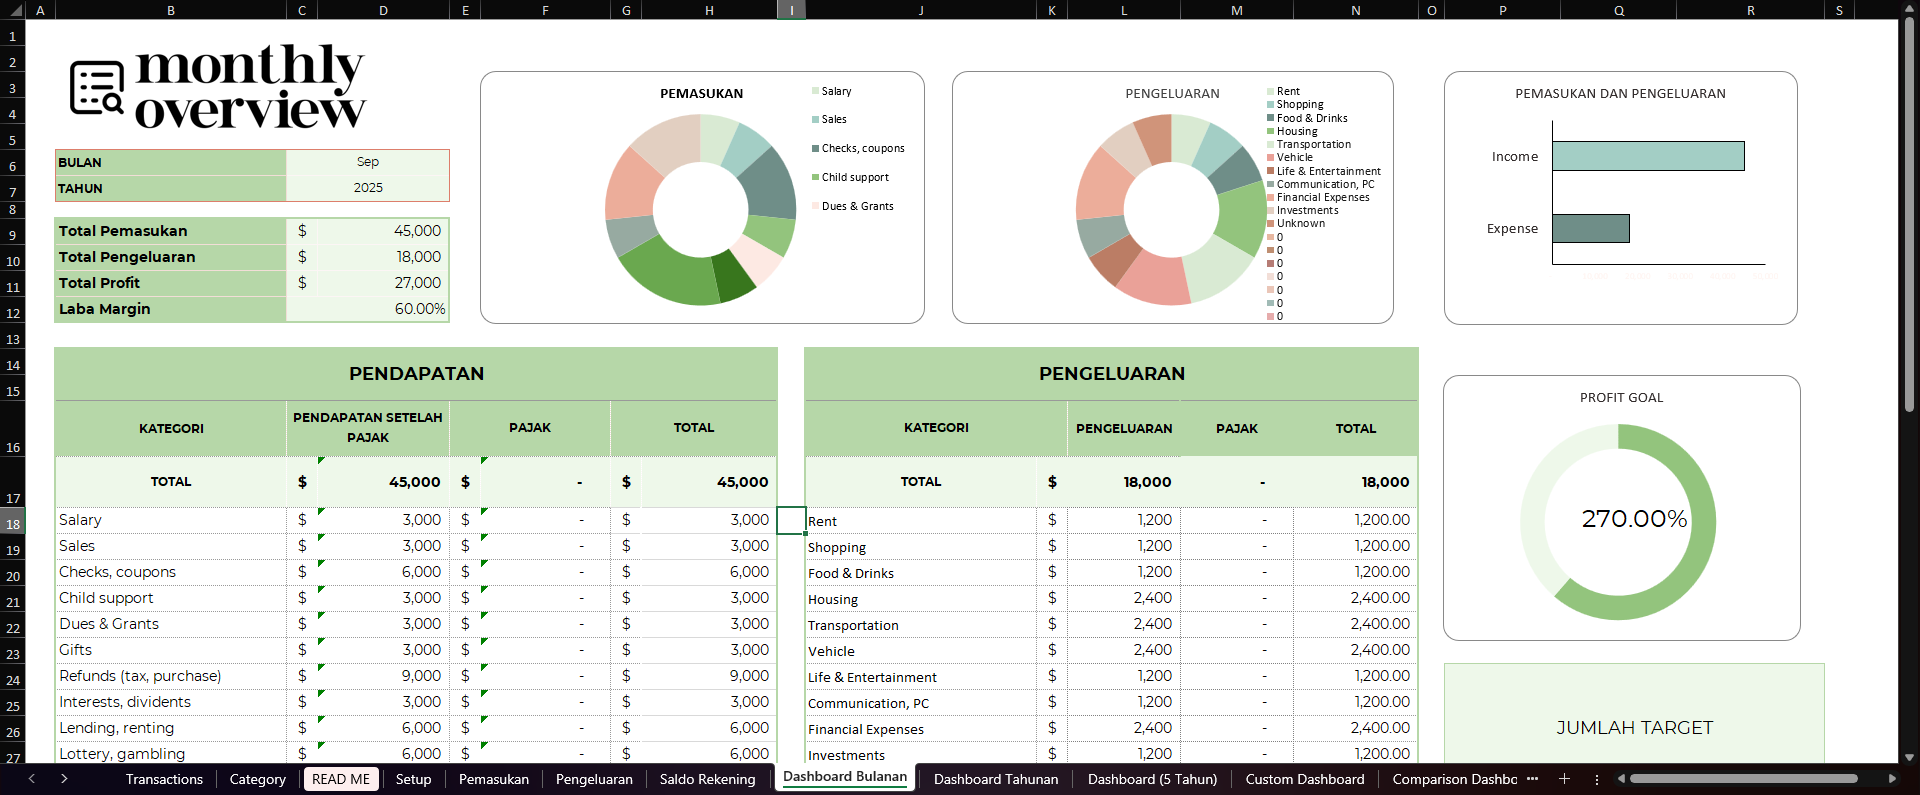 A B C D E F G H I J K L M N O P Q R S
1
2
3
4
5
6
7
8
9
10
11
12
13
14
15
16
17
18
19
20
21
22
23
24
25
26
27
monthly
overview
BULAN Sep
TAHUN 2025
Total Pemasukan $ 45,000
Total Pengeluaran $ 18,000
Total Profit $ 27,000
Laba Margin 60.00%
PEMASUKAN
Salary
Sales
Checks, coupons
Child support
Dues & Grants
PENGELUARAN
Rent
Shopping
Food & Drinks
Housing
Transportation
Vehicle
Life & Entertainment
Communication, PC
Financial Expenses
Investments
Unknown
0
0
0
0
0
0
0
PEMASUKAN DAN PENGELUARAN
Income
Expense
PENDAPATAN
KATEGORI PENDAPATAN SETELAH PAJAK PAJAK TOTAL
TOTAL $ 45,000 $ - $ 45,000
Salary $ 3,000 $ - $ 3,000
Sales $ 3,000 $ - $ 3,000
Checks, coupons $ 6,000 $ - $ 6,000
Child support $ 3,000 $ - $ 3,000
Dues & Grants $ 3,000 $ - $ 3,000
Gifts $ 3,000 $ - $ 3,000
Refunds (tax, purchase) $ 9,000 $ - $ 9,000
Interests, dividents $ 3,000 $ - $ 3,000
Lending, renting $ 6,000 $ - $ 6,000
Lottery, gambling $ 6,000 $ - $ 6,000
PENGELUARAN
KATEGORI PENGELUARAN PAJAK TOTAL
TOTAL $ 18,000 - 18,000
Rent $ 1,200 - 1,200.00
Shopping $ 1,200 - 1,200.00
Food & Drinks $ 1,200 - 1,200.00
Housing $ 2,400 - 2,400.00
Transportation $ 2,400 - 2,400.00
Vehicle $ 2,400 - 2,400.00
Life & Entertainment $ 1,200 - 1,200.00
Communication, PC $ 1,200 - 1,200.00
Financial Expenses $ 2,400 - 2,400.00
Investments $ 1,200 - 1,200.00
PROFIT GOAL
270.00%
JUMLAH TARGET
Transactions Category READ ME Setup Pemasukan Pengeluaran Saldo Rekening Dashboard Bulanan Dashboard Tahunan Dashboard (5 Tahun) Custom Dashboard Comparison Dashbo ...